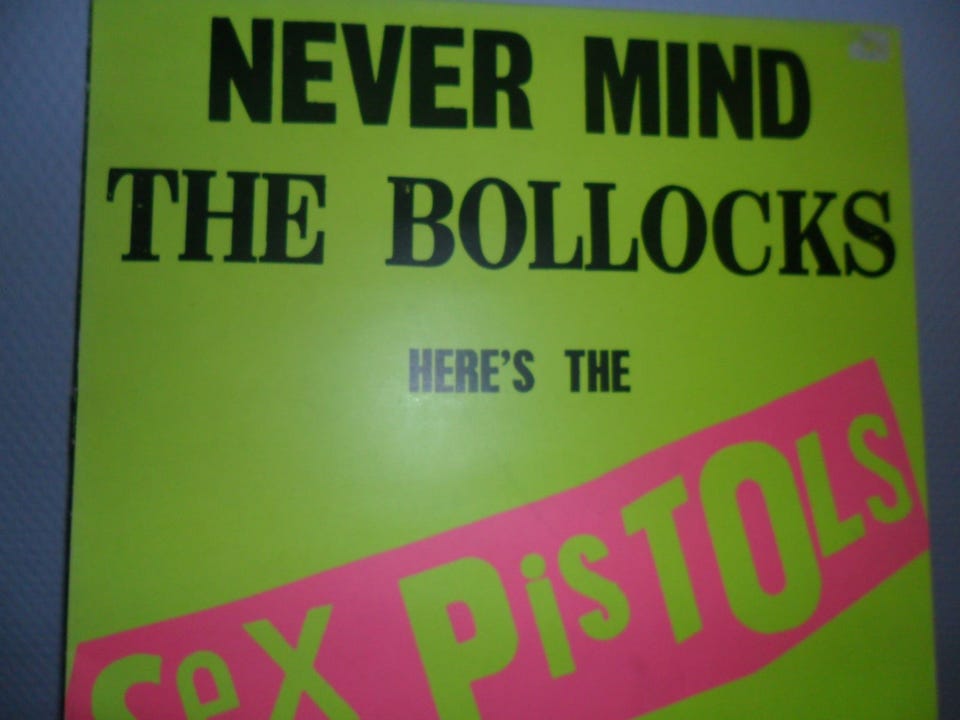 NEVER MIND
THE BOLLOCKS
HERE'S THE
SeX PiSTOLS